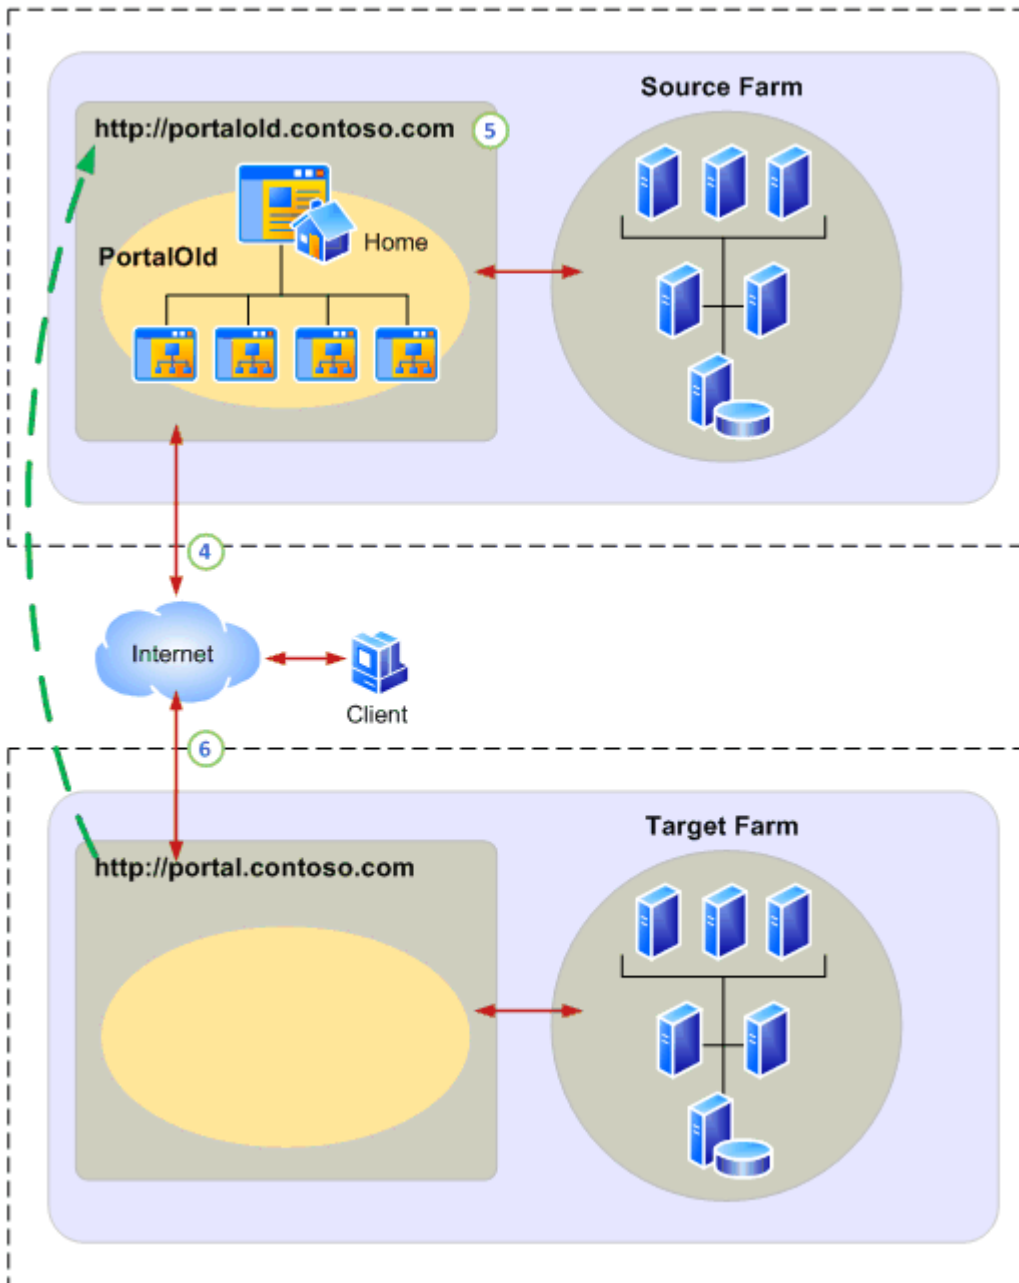 Source Farm
http://portalold.contoso.com
5
Home
PortalOld
4
Internet
Client
6
Target Farm
http://portal.contoso.com